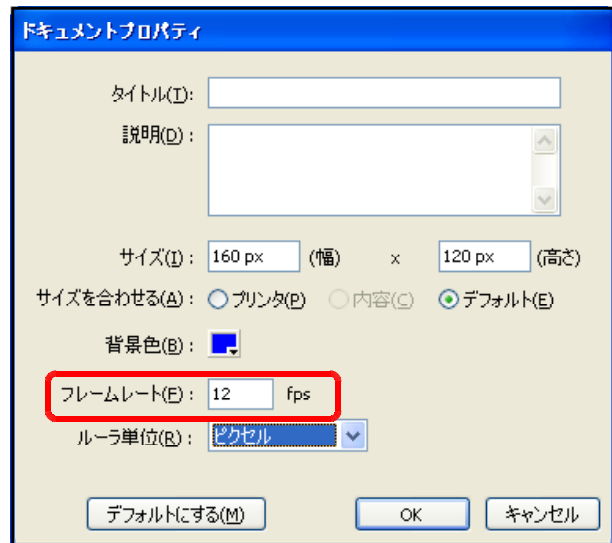 ドキュメントプロパティ
タイトル(T):
説明(D):
サイズ(I): 160 px (幅) x 120 px (高さ)
サイズを合わせる(A): プリンタ(P) 内容(C) デフォルト(E)
背景色(B):
フレームレート(F): 12 fps
ルーラ単位(R): ピクセル
デフォルトにする(M) OK キャンセル